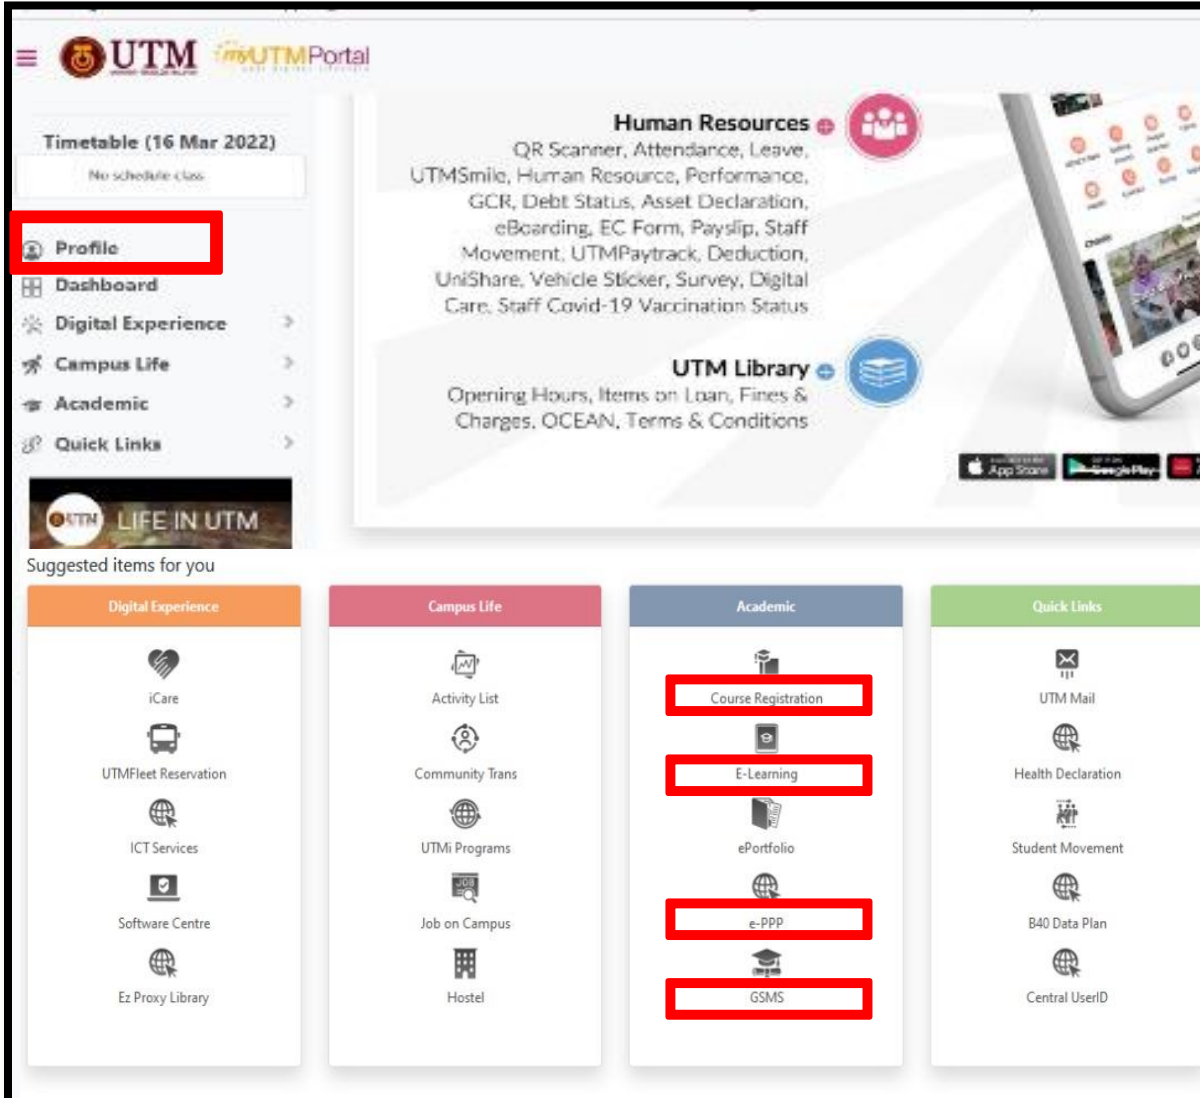 UTM myUTMPortal
Timetable (16 Mar 2022)
No schedule class
Profile
Dashboard
Digital Experience
Campus Life
Academic
Quick Links
UTM LIFE IN UTM
Human Resources
QR Scanner, Attendance, Leave,
UTMSmile, Human Resource, Performance,
GCR, Debt Status, Asset Declaration,
eBoarding, EC Form, Payslip, Staff
Movement, UTMPaytrack, Deduction,
UniShare, Vehicle Sticker, Survey, Digital
Care, Staff Covid-19 Vaccination Status
UTM Library
Opening Hours, Items on Loan, Fines &
Charges, OCEAN, Terms & Conditions
App Store Google Play
Suggested items for you
Digital Experience
iCare
UTMFleet Reservation
ICT Services
Software Centre
Ez Proxy Library
Campus Life
Activity List
Community Trans
UTMi Programs
JOB
Job on Campus
Hostel
Academic
Course Registration
E-Learning
ePortfolio
e-PPP
GSMS
Quick Links
UTM Mail
Health Declaration
Student Movement
B40 Data Plan
Central UserID